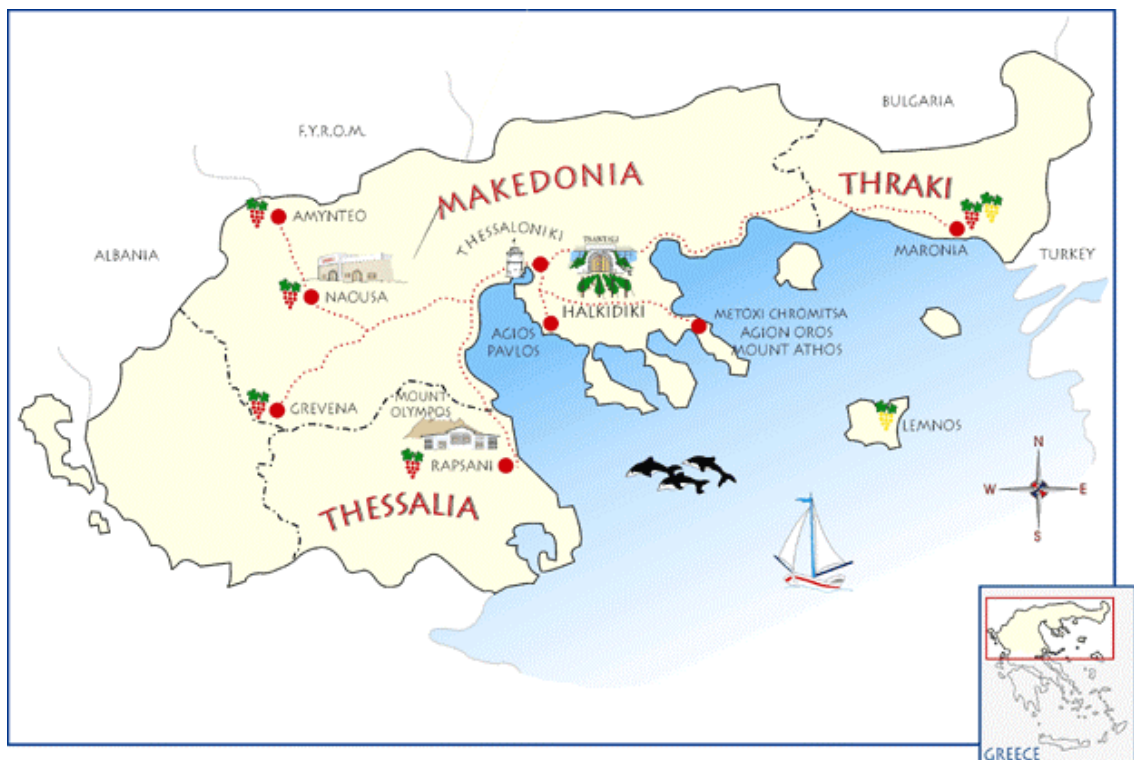 BULGARIA
F.Y.R.O.M.
MAKEDONIA
THRAKI
AMYNTEO
THESSALONIKI
TSANTALI
ALBANIA
MARONIA
TURKEY
NAOUSA
HALKIDIKI
METOXI CHROMITSA
AGION OROS
MOUNT ATHOS
AGIOS
PAVLOS
MOUNT
OLYMPOS
GREVENA
LEMNOS
RAPSANI
THESSALIA
N
W
E
S
GREECE